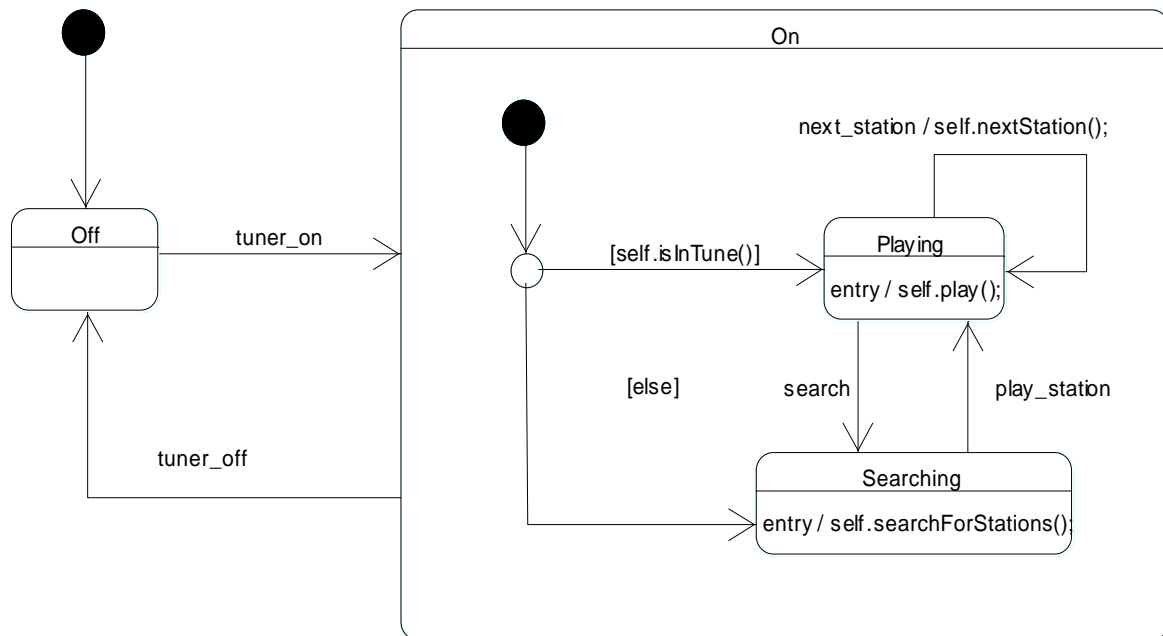 On
next_station / self.nextStation();
Off
tuner_on
[self.isInTune()]
Playing
entry / self.play();
[else]
search
play_station
tuner_off
Searching
entry / self.searchForStations();